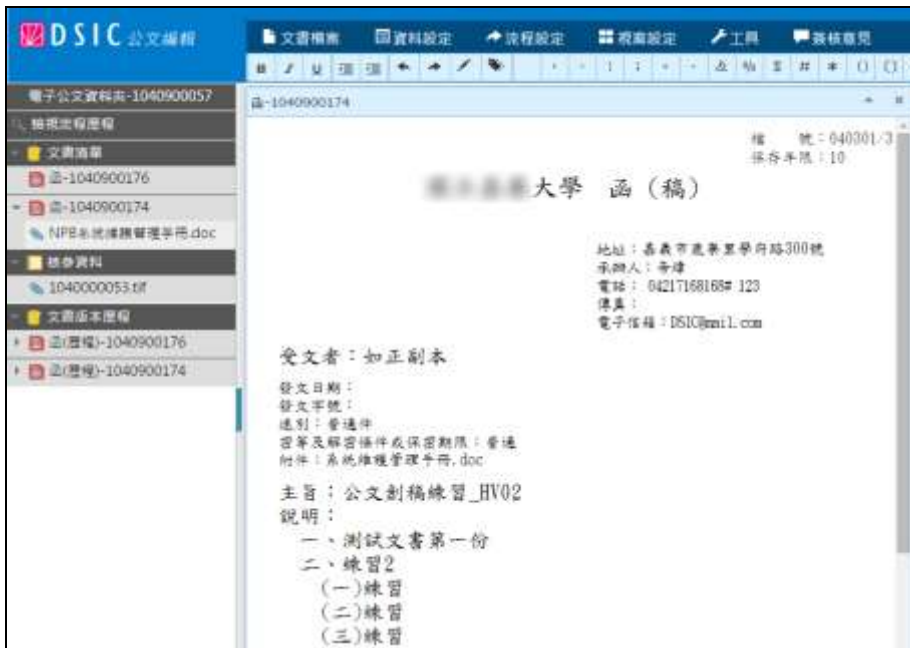 DSIC 公文編輯
文書檔案 資料設定 流程設定 視窗設定 工具 簽核意見
電子公文資料夾-1040900057
檢視流程歷程
文書清單
函-1040900176
函-1040900174
NPB系統維護管理手冊.doc
核參資料
1040000053.tif
文書版本歷程
函(歷程)-1040900176
函(歷程)-1040900174
函-1040900174
檔 號:040301/3
保存年限:10
大學 函(稿)
地址:嘉義市鹿寮里學府路300號
承辦人:
電話: 04217168168# 123
傳真:
電子信箱:DSIC@mail.com
受文者:如正副本
發文日期:
發文字號:
速別:普通件
密等及解密條件或保密期限:普通
附件:系統維護管理手冊.doc
主旨:公文創稿練習_HV02
說明:
一、測試文書第一份
二、練習2
(一)練習
(二)練習
(三)練習